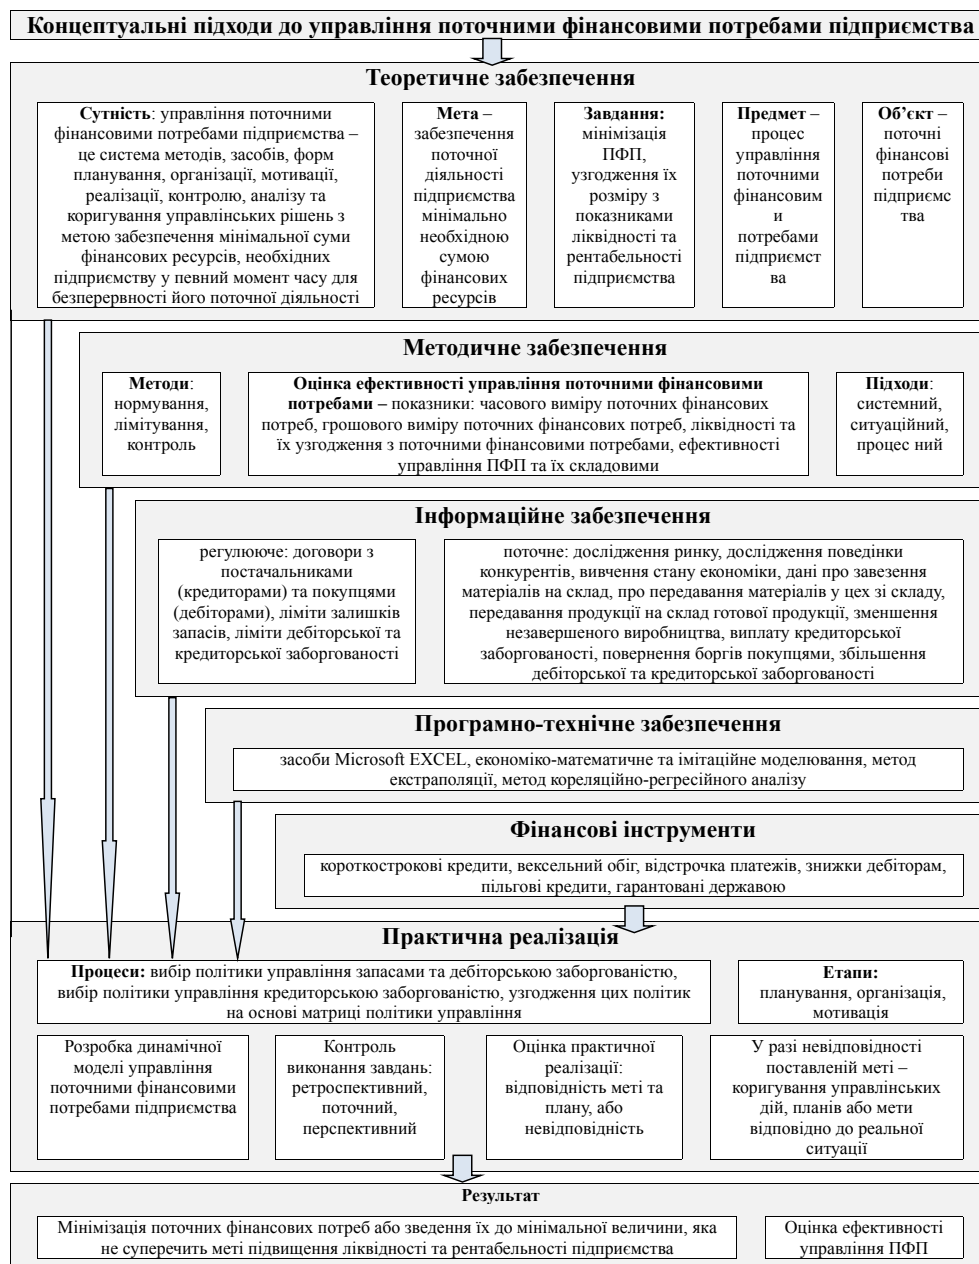 Концептуальні підходи до управління поточними фінансовими потребами підприємства
Теоретичне забезпечення
Сутність: управління поточними
фінансовими потребами підприємства –
це система методів, засобів, форм
планування, організації, мотивації,
реалізації, контролю, аналізу та
коригування управлінських рішень з
метою забезпечення мінімальної суми
фінансових ресурсів, необхідних
підприємству у певний момент часу для
безперервності його поточної діяльності
Мета –
забезпечення
поточної
діяльності
підприємства
мінімально
необхідною
сумою
фінансових
ресурсів
Завдання:
мінімізація
ПФП,
узгодження їх
розміру з
показниками
ліквідності та
рентабельності
підприємства
Предмет –
процес
управління
поточними
фінансовим
и
потребами
підприємст
ва
Об’єкт –
поточні
фінансові
потреби
підприємс
тва
Методичне забезпечення
Методи:
нормування,
лімітування,
контроль
Оцінка ефективності управління поточними фінансовими
потребами – показники: часового виміру поточних фінансових
потреб, грошового виміру поточних фінансових потреб, ліквідності та
їх узгодження з поточними фінансовими потребами, ефективності
управління ПФП та їх складовими
Підходи:
системний,
ситуаційний,
процес ний
Інформаційне забезпечення
регулююче: договори з
постачальниками
(кредиторами) та покупцями
(дебіторами), ліміти залишків
запасів, ліміти дебіторської та
кредиторської заборгованості
поточне: дослідження ринку, дослідження поведінки
конкурентів, вивчення стану економіки, дані про завезення
матеріалів на склад, про передавання матеріалів у цех зі складу,
передавання продукції на склад готової продукції, зменшення
незавершеного виробництва, виплату кредиторської
заборгованості, повернення боргів покупцями, збільшення
дебіторської та кредиторської заборгованості
Програмно-технічне забезпечення
засоби Microsoft EXCEL, економіко-математичне та імітаційне моделювання, метод
екстраполяції, метод кореляційно-регресійного аналізу
Фінансові інструменти
короткострокові кредити, вексельний обіг, відстрочка платежів, знижки дебіторам,
пільгові кредити, гарантовані державою
Практична реалізація
Процеси: вибір політики управління запасами та дебіторською заборгованістю,
вибір політики управління кредиторською заборгованістю, узгодження цих політик
на основі матриці політики управління
Етапи:
планування, організація,
мотивація
Розробка динамічної
моделі управління
поточними фінансовими
потребами підприємства
Контроль
виконання завдань:
ретроспективний,
поточний,
перспективний
Оцінка практичної
реалізації:
відповідність меті та
плану, або
невідповідність
У разі невідповідності
поставленій меті –
коригування управлінських
дій, планів або мети
відповідно до реальної
ситуації
Результат
Мінімізація поточних фінансових потреб або зведення їх до мінімальної величини, яка
не суперечить меті підвищення ліквідності та рентабельності підприємства
Оцінка ефективності
управління ПФП